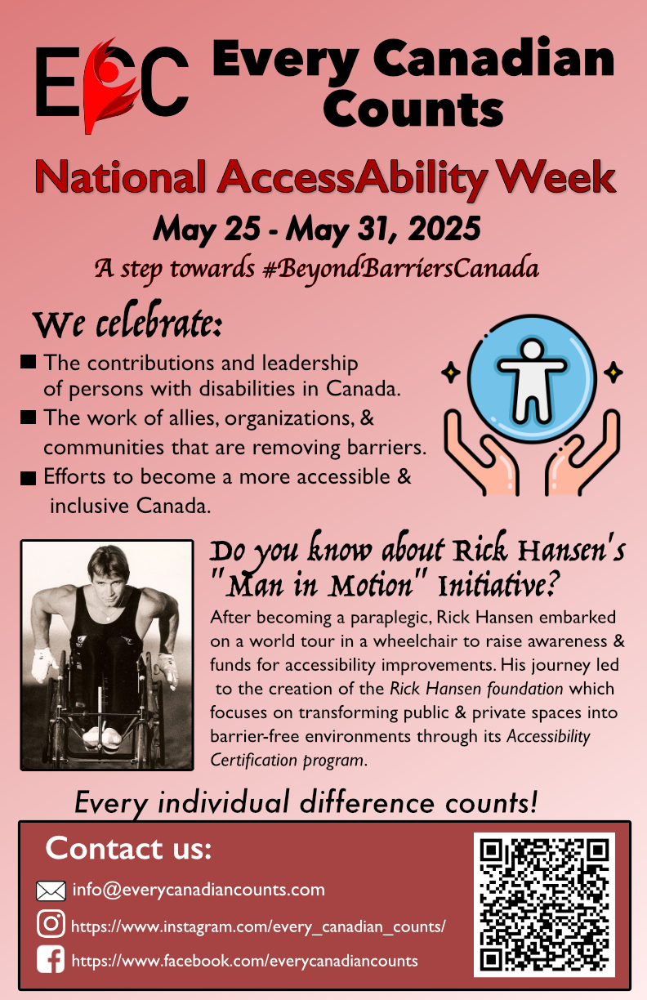 ECC
Every Canadian
Counts
National AccessAbility Week
May 25 - May 31, 2025
A step towards #BeyondBarriersCanada
We celebrate:
The contributions and leadership
of persons with disabilities in Canada.
The work of allies, organizations, &
communities that are removing barriers.
Efforts to become a more accessible &
inclusive Canada.
Do you know about Rick Hansen's
"Man in Motion" Initiative?
After becoming a paraplegic, Rick Hansen embarked
on a world tour in a wheelchair to raise awareness &
funds for accessibility improvements. His journey led
to the creation of the Rick Hansen foundation which
focuses on transforming public & private spaces into
barrier-free environments through its Accessibility
Certification program.
Every individual difference counts!
Contact us:
info@everycanadiancounts.com
https://www.instagram.com/every_canadian_counts/
https://www.facebook.com/everycanadiancounts